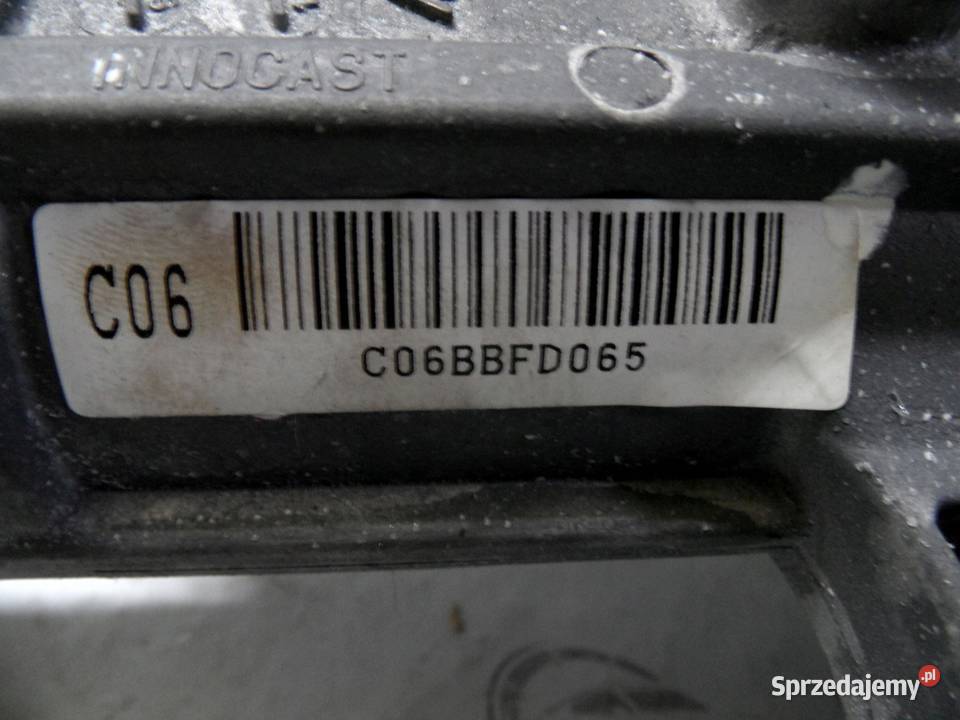 INNOCAST
C06
C06BBFD065
Sprzedajemy.pl